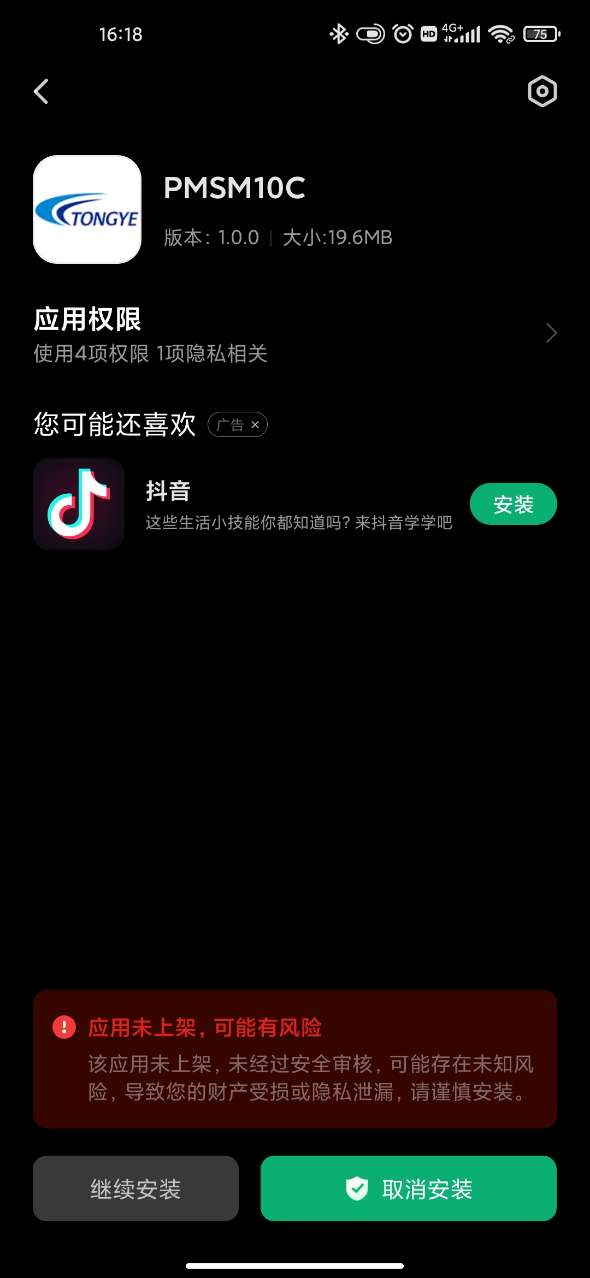 16:18
HD 4G+ 75
TONGYE
PMSM10C
版本：1.0.0 | 大小:19.6MB
应用权限
使用4项权限 1项隐私相关
您可能还喜欢 广告 ×
抖音
这些生活小技能你都知道吗? 来抖音学学吧
安装
应用未上架，可能有风险
该应用未上架，未经过安全审核，可能存在未知风
险，导致您的财产受损或隐私泄漏，请谨慎安装。
继续安装
取消安装